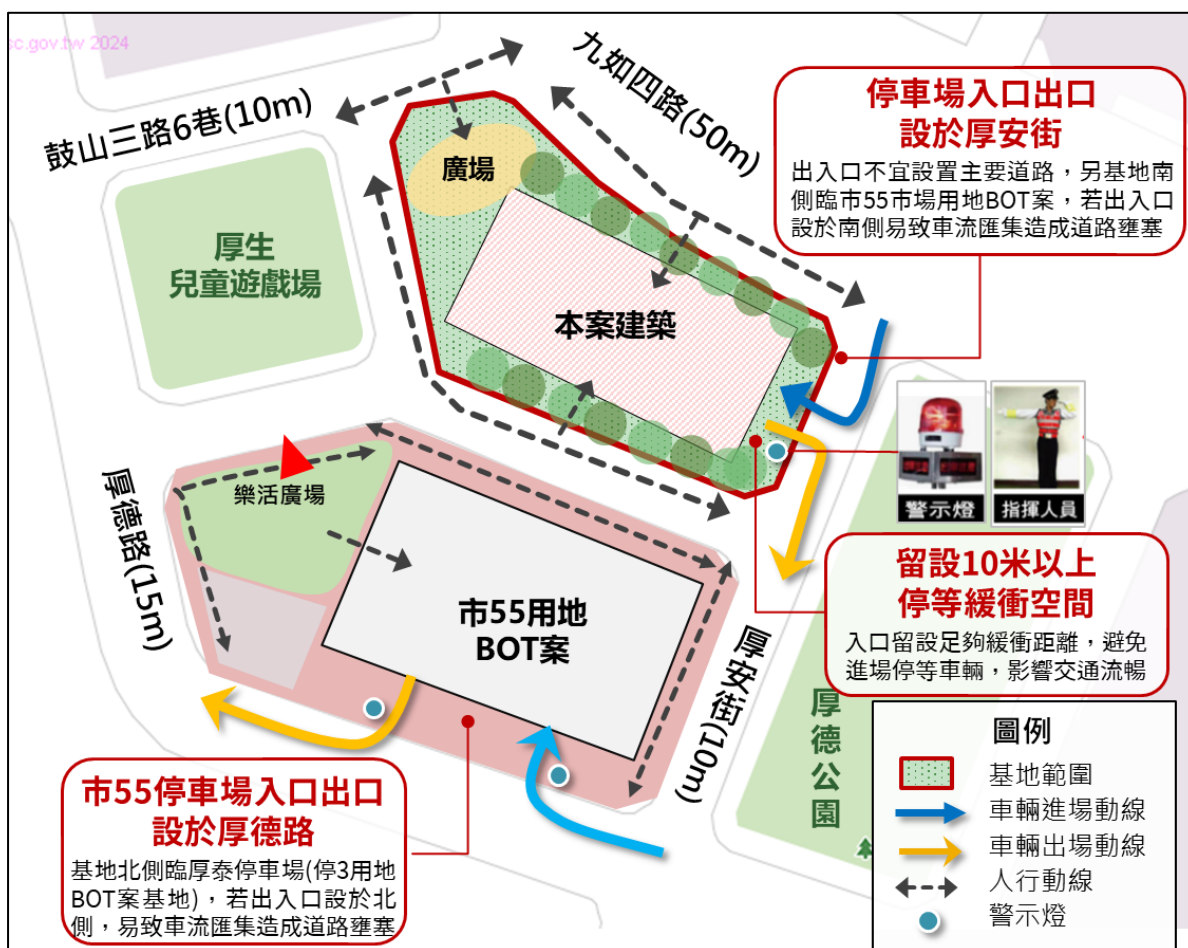 sc.gov.tw 2024
鼓山三路6巷(10m)
九如四路(50m)
停車場入口出口
設於厚安街
出入口不宜設置主要道路，另基地南
側臨市55市場用地BOT案，若出入口
設於南側易致車流匯集造成道路壅塞
廣場
厚生
兒童遊戲場
本案建築
警示燈
指揮人員
樂活廣場
厚德路(15m)
市55用地
BOT案
厚安街(10m)
留設10米以上
停等緩衝空間
入口留設足夠緩衝距離，避免
進場停等車輛，影響交通流暢
厚德公園
市55停車場入口出口
設於厚德路
基地北側臨厚泰停車場(停3用地
BOT案基地)，若出入口設於北
側，易致車流匯集造成道路壅塞
圖例
基地範圍
車輛進場動線
車輛出場動線
人行動線
警示燈